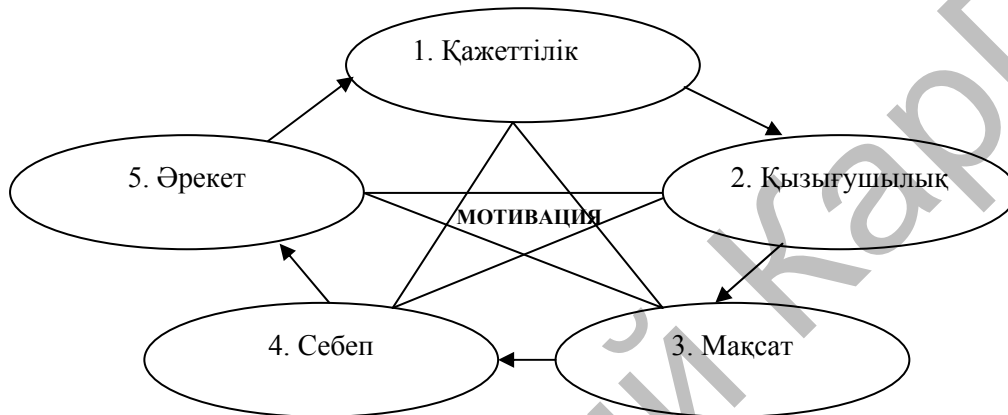 1. Қажеттілік
5. Әрекет
2. Қызығушылық
МОТИВАЦИЯ
4. Себеп
3. Мақсат